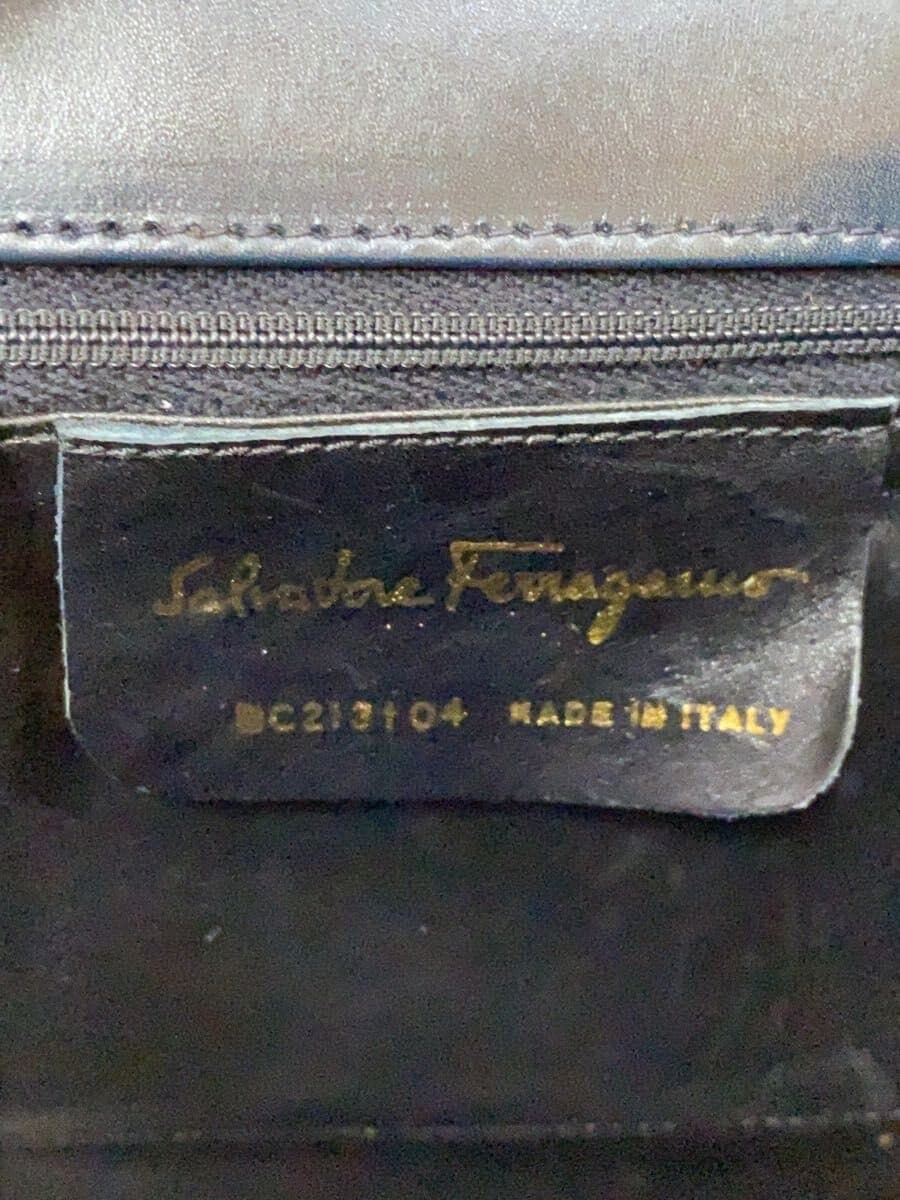 Salvatore Ferragamo
BC213104 MADE IN ITALY